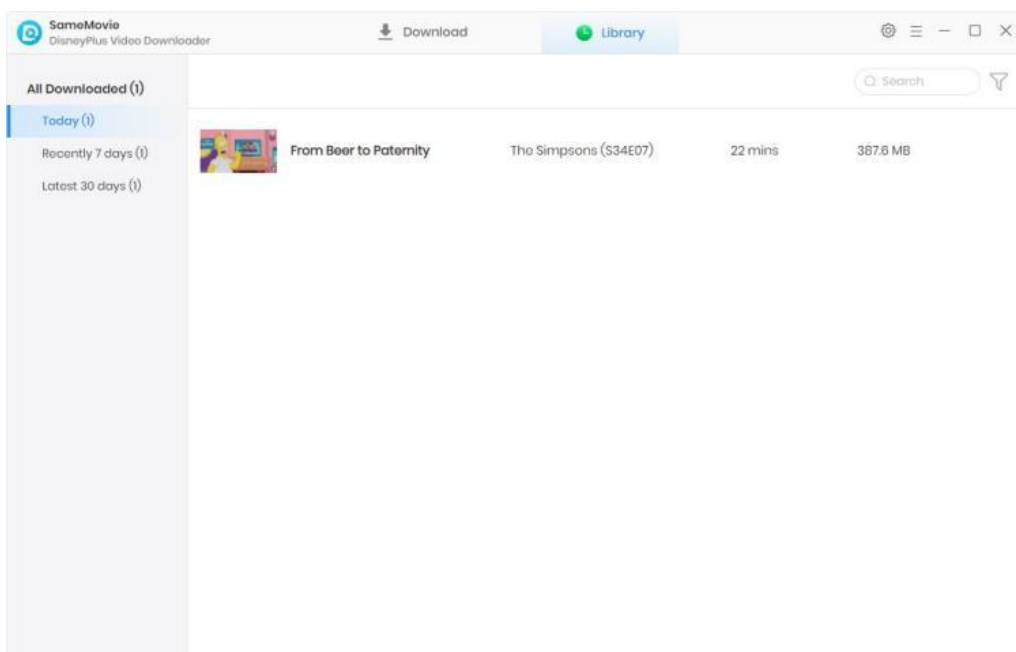 SameMovie
DisneyPlus Video Downloader
Download
Library
Search
All Downloaded (1)
Today (1)
Recently 7 days (1)
Latest 30 days (1)
From Beer to Paternity The Simpsons (S34E07) 22 mins 387.6 MB